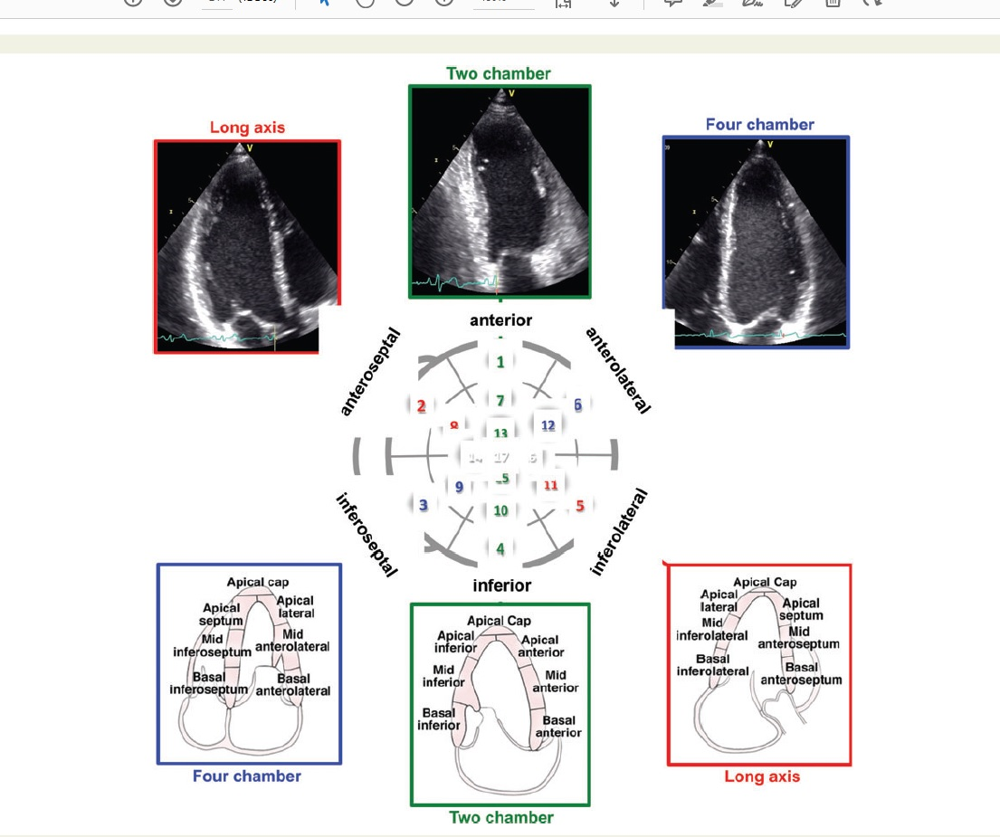 Two chamber
Long axis
Four chamber
V
V
V
5
5
anterior
anteroseptal
anterolateral
1
2
7
6
8
13
12
17
9
11
3
10
5
4
inferoseptal
inferolateral
inferior
Apical cap
Apical
septum
Apical
lateral
Mid
inferoseptum
Mid
anterolateral
Basal
inferoseptum
Basal
anterolateral
Four chamber
Apical Cap
Apical
inferior
Apical
anterior
Mid
inferior
Mid
anterior
Basal
inferior
Basal
anterior
Two chamber
Apical Cap
Apical
lateral
Apical
septum
Mid
inferolateral
Mid
anteroseptum
Basal
inferolateral
Basal
anteroseptum
Long axis